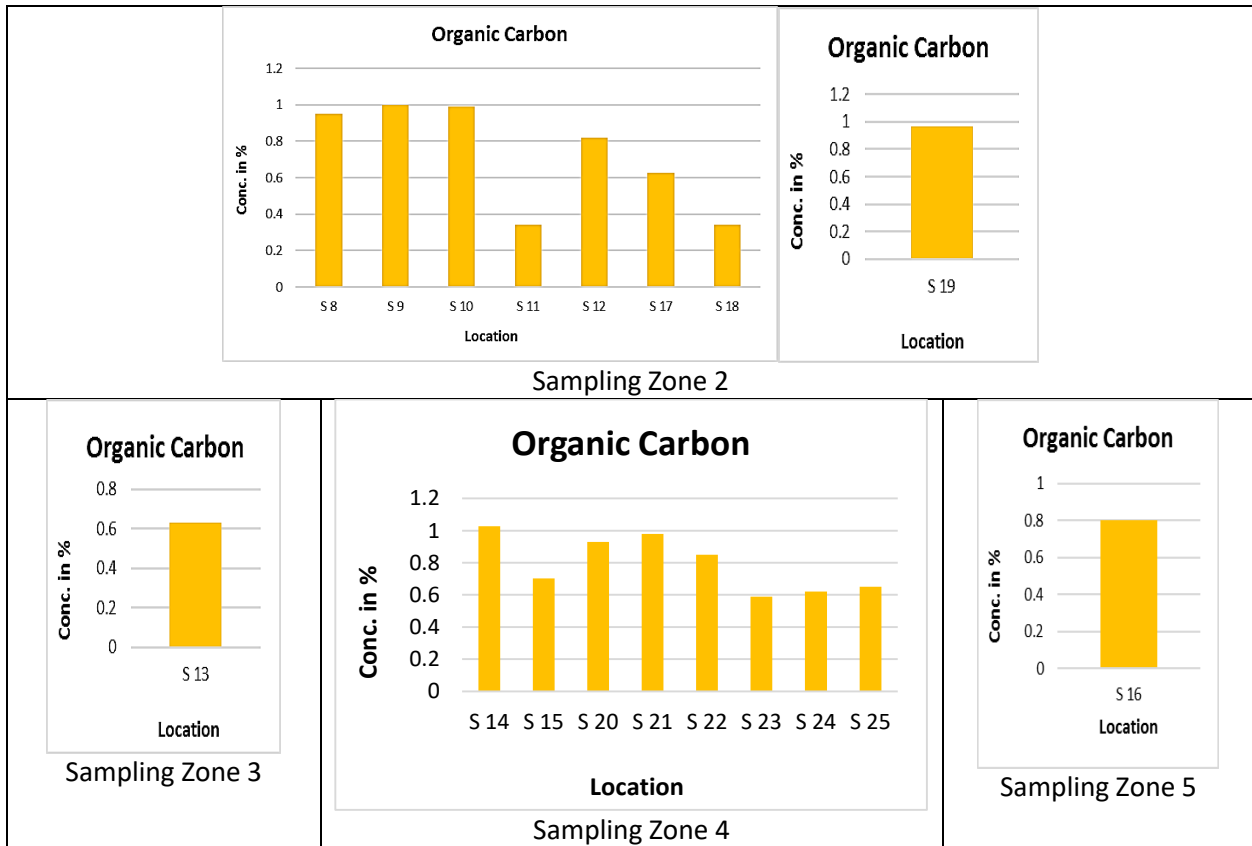 Organic Carbon
Conc. in %
1.2
1
0.8
0.6
0.4
0.2
0
S 8 S 9 S 10 S 11 S 12 S 17 S 18
Location
Organic Carbon
Conc. in %
1.2
1
0.8
0.6
0.4
0.2
0
S 19
Location
Sampling Zone 2
Organic Carbon
Conc. in %
0.8
0.6
0.4
0.2
0
S 13
Location
Sampling Zone 3
Organic Carbon
Conc. in %
1.2
1
0.8
0.6
0.4
0.2
0
S 14 S 15 S 20 S 21 S 22 S 23 S 24 S 25
Location
Sampling Zone 4
Organic Carbon
Conc. in %
1
0.8
0.6
0.4
0.2
0
S 16
Location
Sampling Zone 5